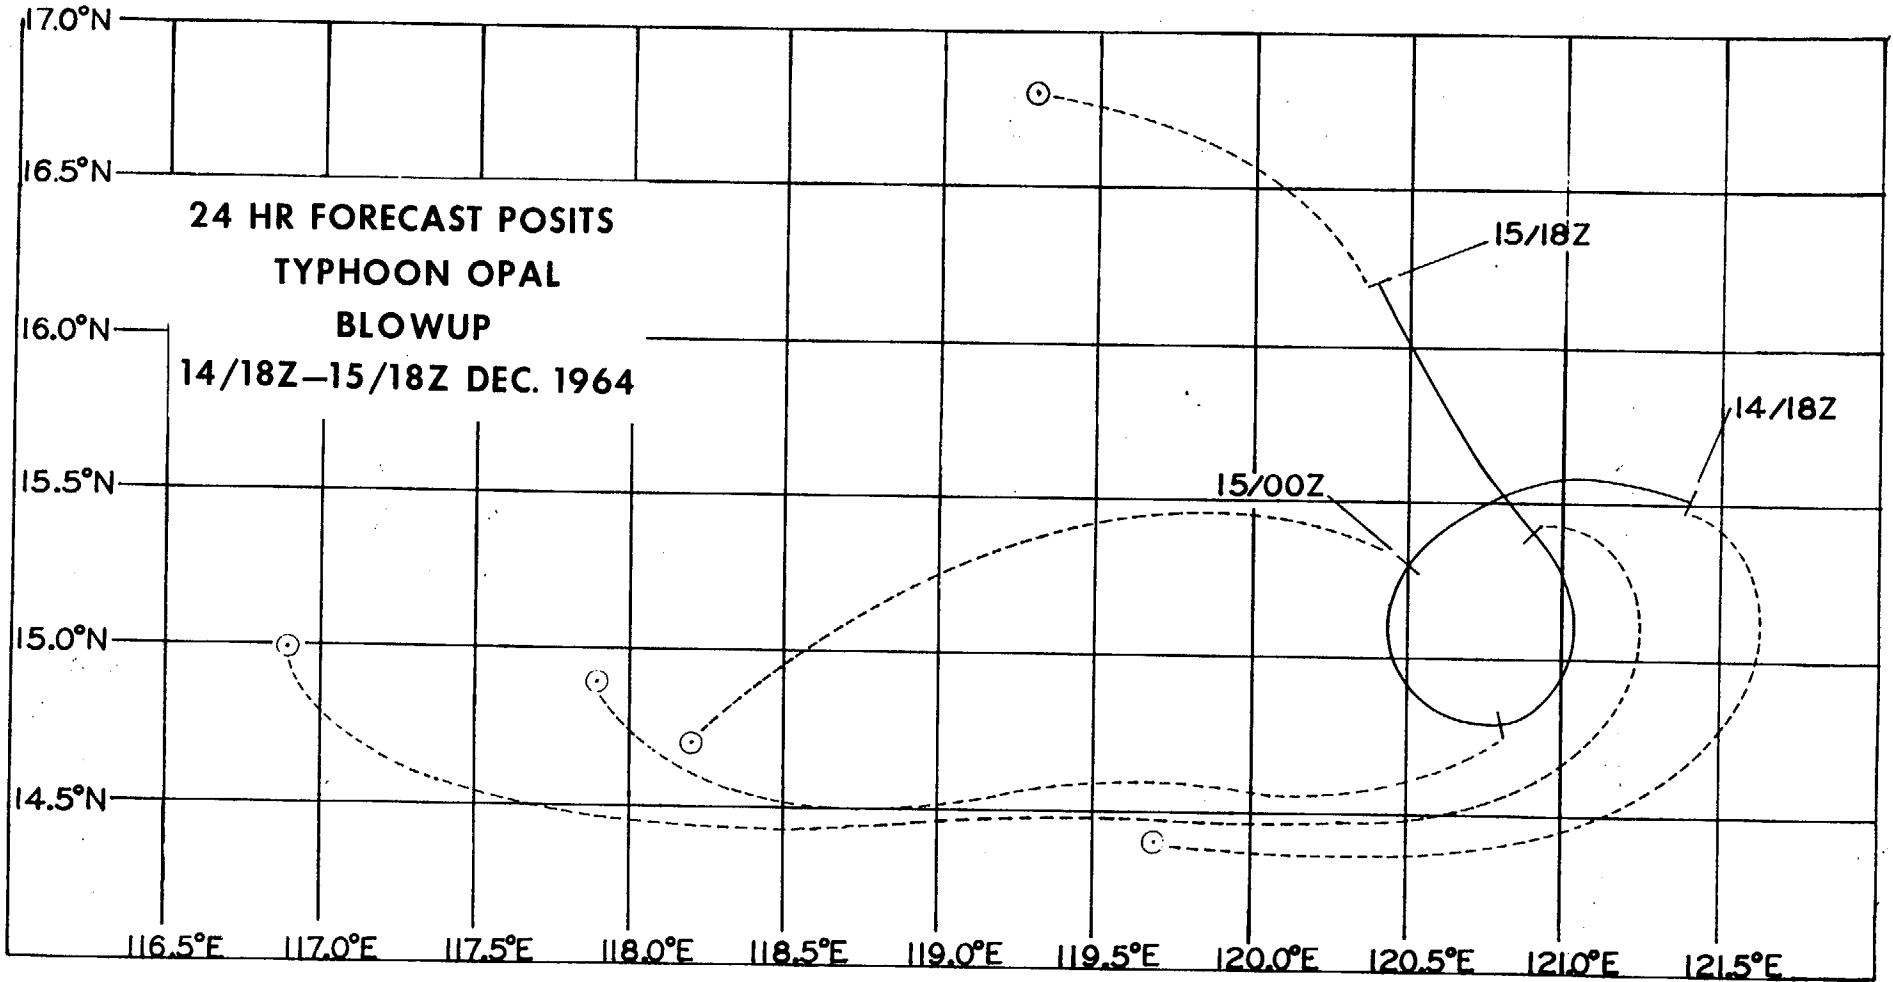 17.0°N
16.5°N
24 HR FORECAST POSITS
TYPHOON OPAL
BLOWUP
14/18Z–15/18Z DEC. 1964
15/18Z
16.0°N
14/18Z
15.5°N
15/00Z
15.0°N
14.5°N
116.5°E 117.0°E 117.5°E 118.0°E 118.5°E 119.0°E 119.5°E 120.0°E 120.5°E 121.0°E 121.5°E